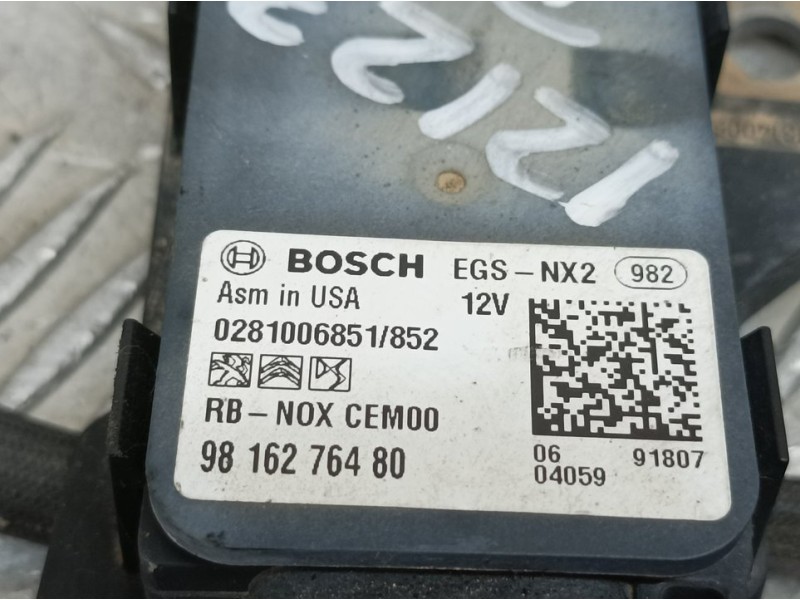 BOSCH EGS-NX2 982
Asm in USA 12V
0281006851/852
RB-NOX CEM00
98 162 764 80
06 91807
04059